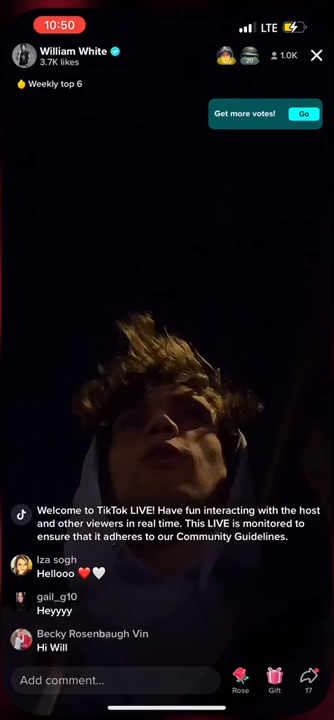 10:50
LTE
William White
3.7K likes
20
1.0K
Weekly top 6
Get more votes!
Go
Welcome to TikTok LIVE! Have fun interacting with the host
and other viewers in real time. This LIVE is monitored to
ensure that it adheres to our Community Guidelines.
Iza sogh
Hellooo ❤️🤍
gail_g10
Heyyyy
Becky Rosenbaugh Vin
Hi Will
Add comment...
Rose
Gift
17